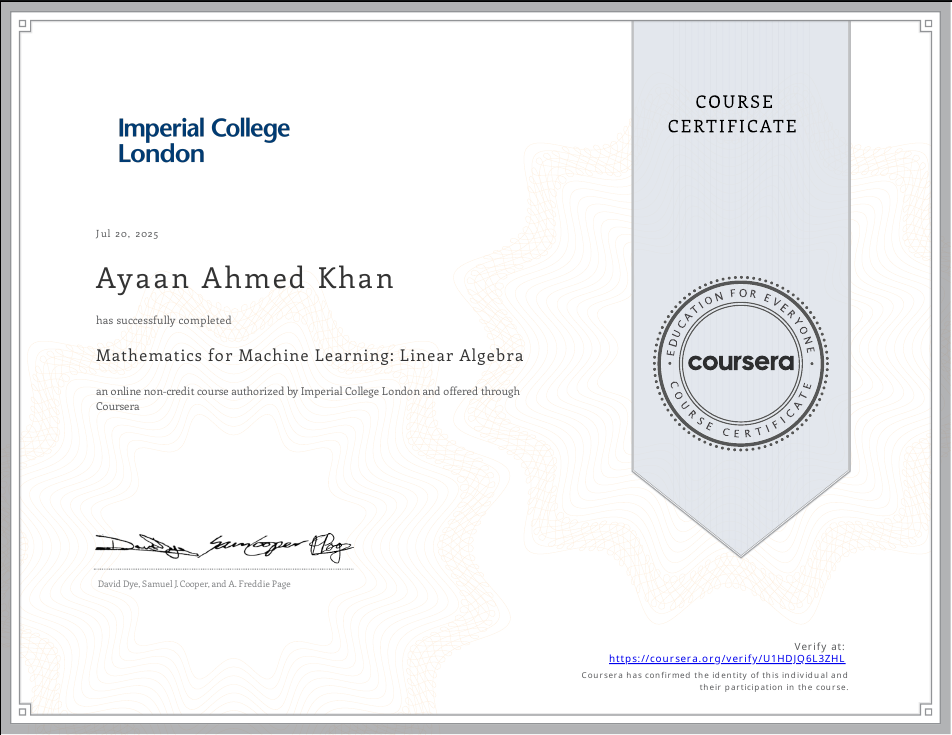 COURSE
CERTIFICATE
Imperial College
London
Jul 20, 2025
Ayaan Ahmed Khan
has successfully completed
Mathematics for Machine Learning: Linear Algebra
an online non-credit course authorized by Imperial College London and offered through
Coursera
EDUCATION FOR EVERYONE
coursera
COURSE CERTIFICATE
David Dye, Samuel J. Cooper, and A. Freddie Page
Verify at:
https://coursera.org/verify/U1HDJQ6L3ZHL
Coursera has confirmed the identity of this individual and
their participation in the course.